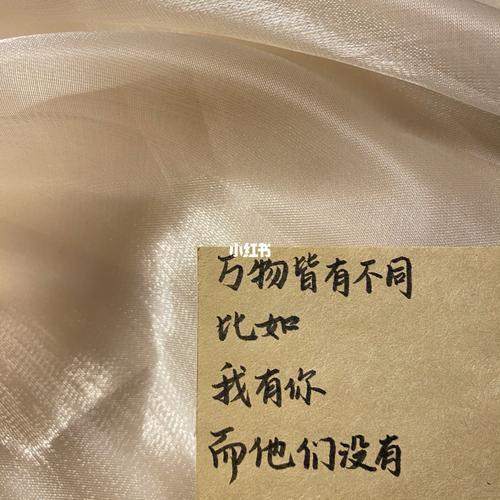 小红书
万物皆有不同
比如
我有你
而他们没有